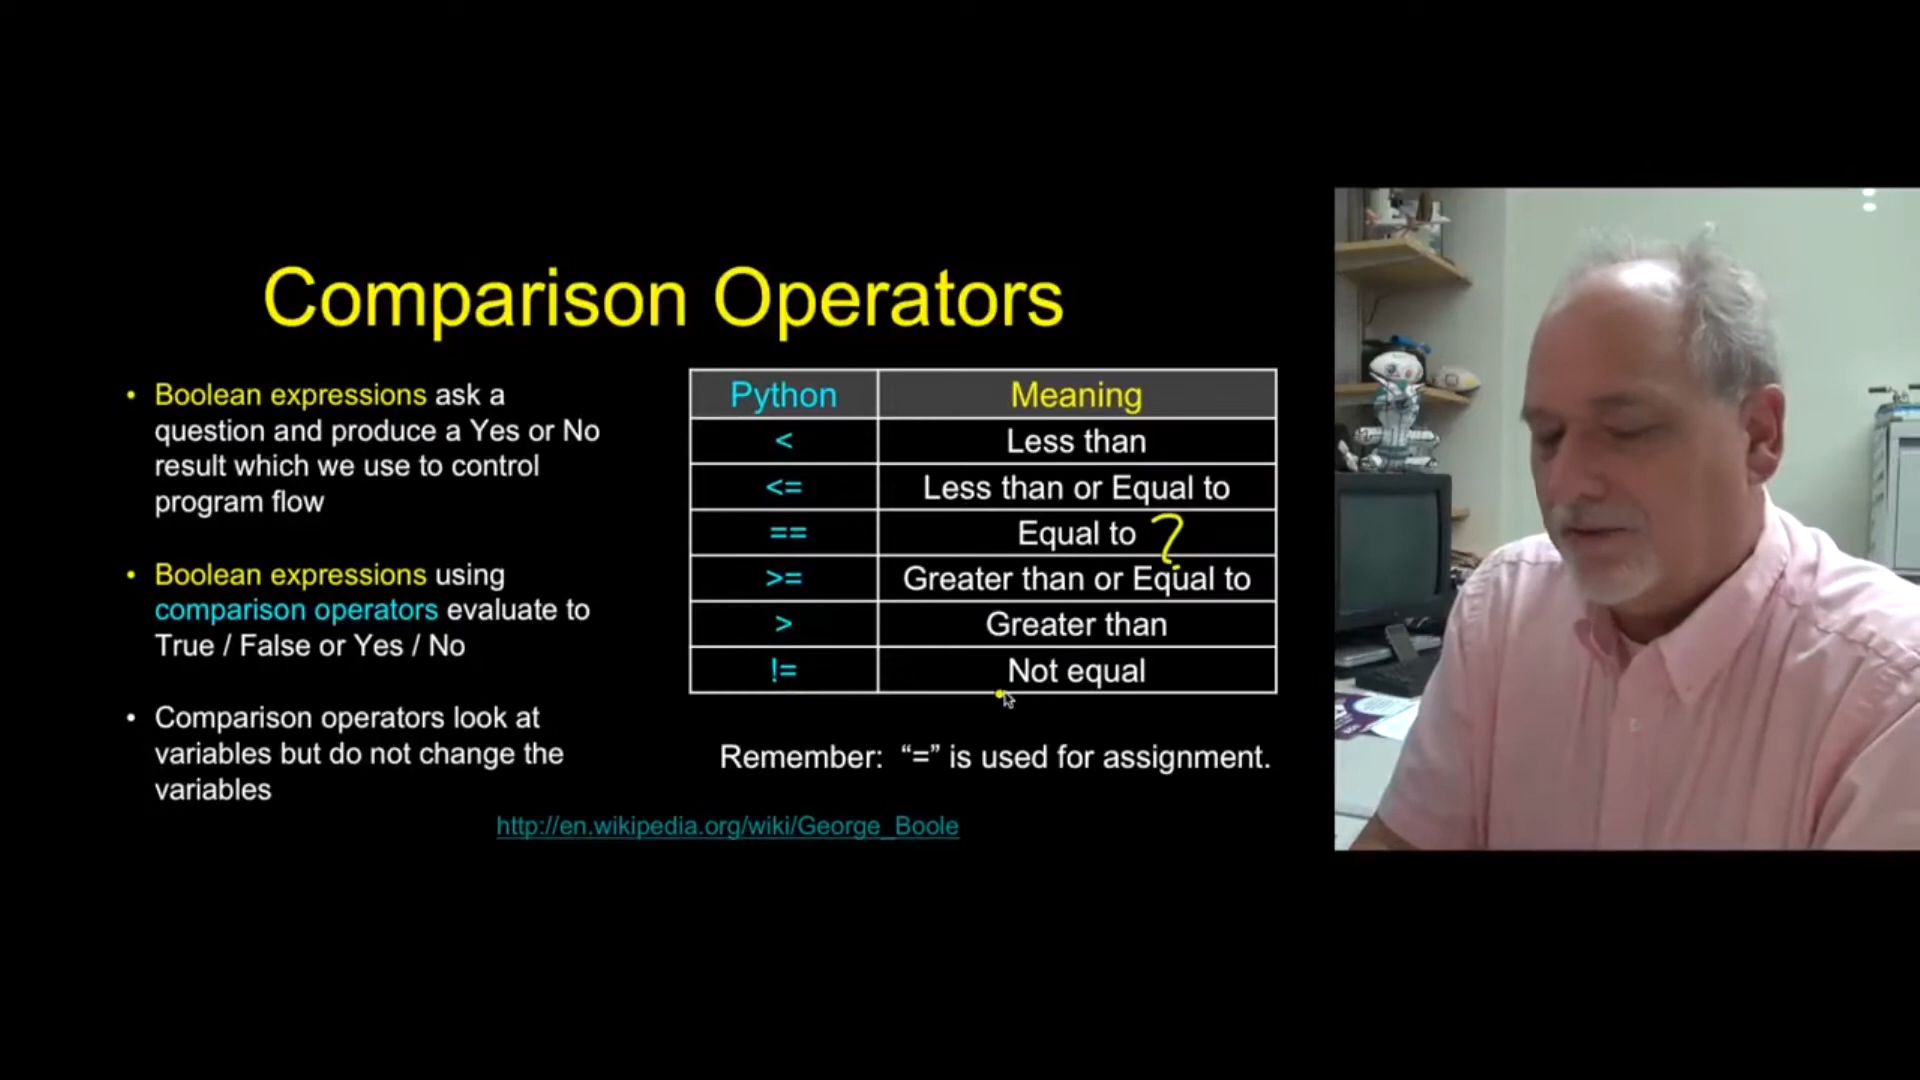 Comparison Operators
• Boolean expressions ask a
question and produce a Yes or No
result which we use to control
program flow
• Boolean expressions using
comparison operators evaluate to
True / False or Yes / No
• Comparison operators look at
variables but do not change the
variables
Python Meaning
< Less than
<= Less than or Equal to
== Equal to ?
>= Greater than or Equal to
> Greater than
!= Not equal
Remember: “=” is used for assignment.
http://en.wikipedia.org/wiki/George_Boole